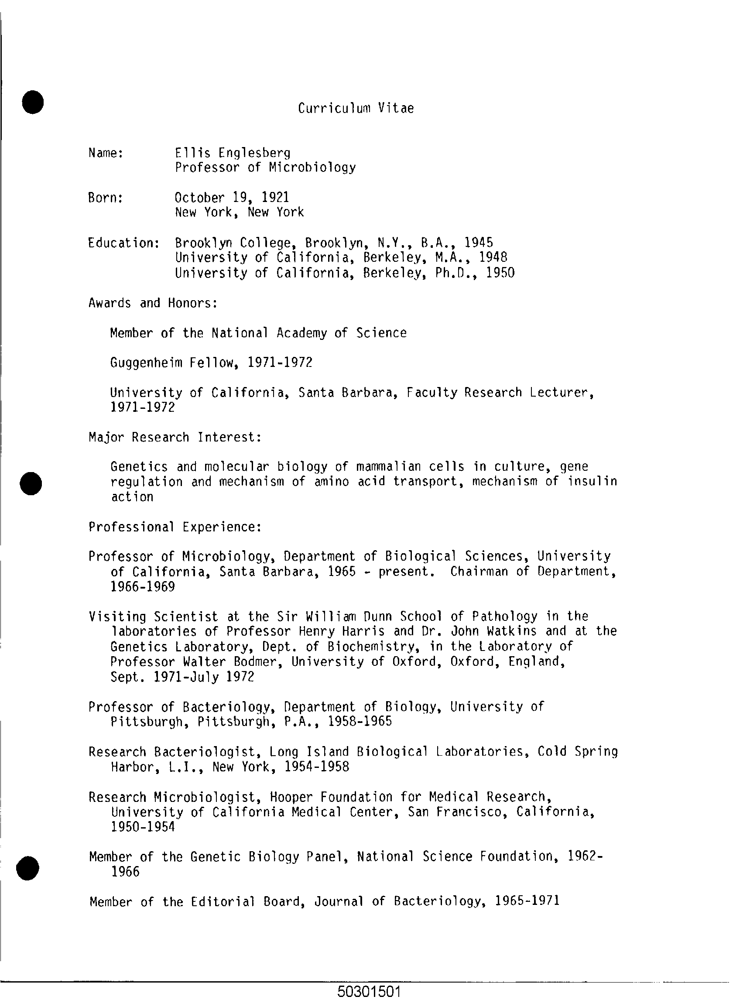 Curriculum Vitae
Name: Ellis Englesberg
Professor of Microbiology
Born: October 19, 1921
New York, New York
Education: Brooklyn College, Brooklyn, N.Y., B.A., 1945
University of California, Berkeley, M.A., 1948
University of California, Berkeley, Ph.D., 1950
Awards and Honors:
Member of the National Academy of Science
Guggenheim Fellow, 1971-1972
University of California, Santa Barbara, Faculty Research Lecturer,
1971-1972
Major Research Interest:
Genetics and molecular biology of mammalian cells in culture, gene
regulation and mechanism of amino acid transport, mechanism of insulin
action
Professional Experience:
Professor of Microbiology, Department of Biological Sciences, University
of California, Santa Barbara, 1965 - present. Chairman of Department,
1966-1969
Visiting Scientist at the Sir William Dunn School of Pathology in the
laboratories of Professor Henry Harris and Dr. John Watkins and at the
Genetics Laboratory, Dept. of Biochemistry, in the Laboratory of
Professor Walter Bodmer, University of Oxford, Oxford, England,
Sept. 1971-July 1972
Professor of Bacteriology, Department of Biology, University of
Pittsburgh, Pittsburgh, P.A., 1958-1965
Research Bacteriologist, Long Island Biological Laboratories, Cold Spring
Harbor, L.I., New York, 1954-1958
Research Microbiologist, Hooper Foundation for Medical Research,
University of California Medical Center, San Francisco, California,
1950-1954
Member of the Genetic Biology Panel, National Science Foundation, 1962-
1966
Member of the Editorial Board, Journal of Bacteriology, 1965-1971
50301501